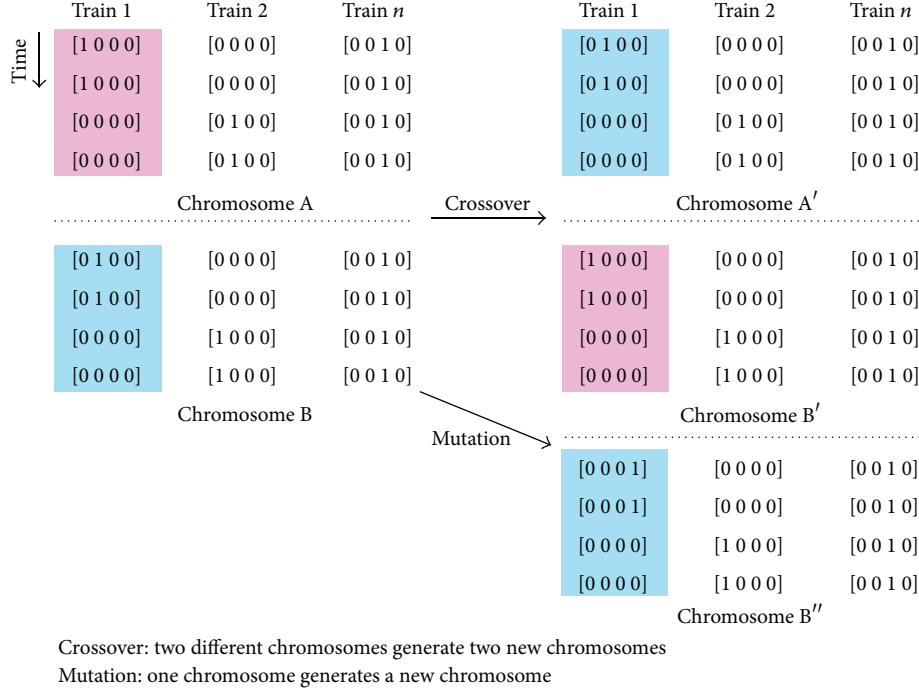 Train 1 Train 2 Train n Train 1 Train 2 Train n
Time
[1 0 0 0] [0 0 0 0] [0 0 1 0] [0 1 0 0] [0 0 0 0] [0 0 1 0]
[1 0 0 0] [0 0 0 0] [0 0 1 0] [0 1 0 0] [0 0 0 0] [0 0 1 0]
[0 0 0 0] [0 1 0 0] [0 0 1 0] [0 0 0 0] [0 1 0 0] [0 0 1 0]
[0 0 0 0] [0 1 0 0] [0 0 1 0] [0 0 0 0] [0 1 0 0] [0 0 1 0]
Chromosome A Crossover Chromosome A′
[0 1 0 0] [0 0 0 0] [0 0 1 0] [1 0 0 0] [0 0 0 0] [0 0 1 0]
[0 1 0 0] [0 0 0 0] [0 0 1 0] [1 0 0 0] [0 0 0 0] [0 0 1 0]
[0 0 0 0] [1 0 0 0] [0 0 1 0] [0 0 0 0] [1 0 0 0] [0 0 1 0]
[0 0 0 0] [1 0 0 0] [0 0 1 0] [0 0 0 0] [1 0 0 0] [0 0 1 0]
Chromosome B Chromosome B′
Mutation
[0 0 0 1] [0 0 0 0] [0 0 1 0]
[0 0 0 1] [0 0 0 0] [0 0 1 0]
[0 0 0 0] [1 0 0 0] [0 0 1 0]
[0 0 0 0] [1 0 0 0] [0 0 1 0]
Chromosome B″
Crossover: two different chromosomes generate two new chromosomes
Mutation: one chromosome generates a new chromosome